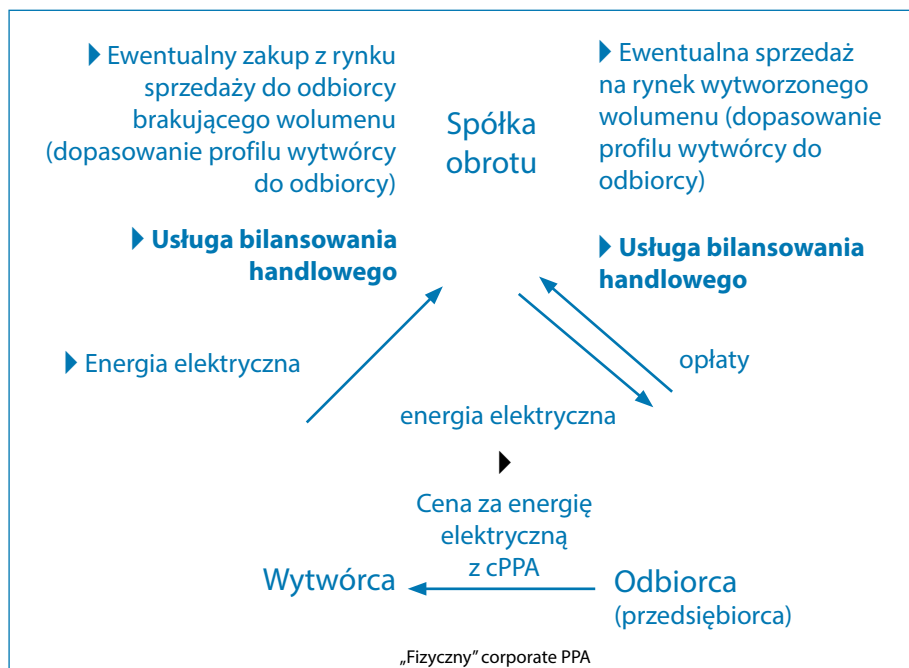 Ewentualny zakup z rynku
sprzedaży do odbiorcy
brakującego wolumenu
(dopasowanie profilu wytwórcy
do odbiorcy)
Usługa bilansowania
handlowego
Spółka
obrotu
Ewentualna sprzedaż
na rynek wytworzonego
wolumenu (dopasowanie
profilu wytwórcy do
odbiorcy)
Usługa bilansowania
handlowego
Energia elektryczna
opłaty
energia elektryczna
Cena za energię
elektryczną
z cPPA
Wytwórca
Odbiorca
(przedsiębiorca)
„Fizyczny” corporate PPA